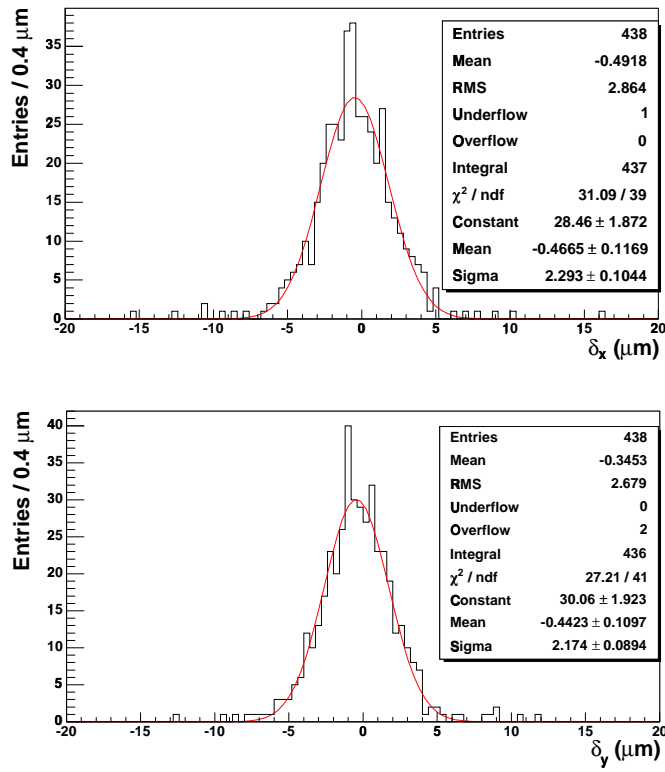 Entries / 0.4 μm
35
30
25
20
15
10
5
0
-20 -15 -10 -5 0 5 10 15 20
δx (μm)
Entries 438
Mean -0.4918
RMS 2.864
Underflow 1
Overflow 0
Integral 437
χ² / ndf 31.09 / 39
Constant 28.46 ± 1.872
Mean -0.4665 ± 0.1169
Sigma 2.293 ± 0.1044
Entries / 0.4 μm
40
35
30
25
20
15
10
5
0
-20 -15 -10 -5 0 5 10 15 20
δy (μm)
Entries 438
Mean -0.3453
RMS 2.679
Underflow 0
Overflow 2
Integral 436
χ² / ndf 27.21 / 41
Constant 30.06 ± 1.923
Mean -0.4423 ± 0.1097
Sigma 2.174 ± 0.0894